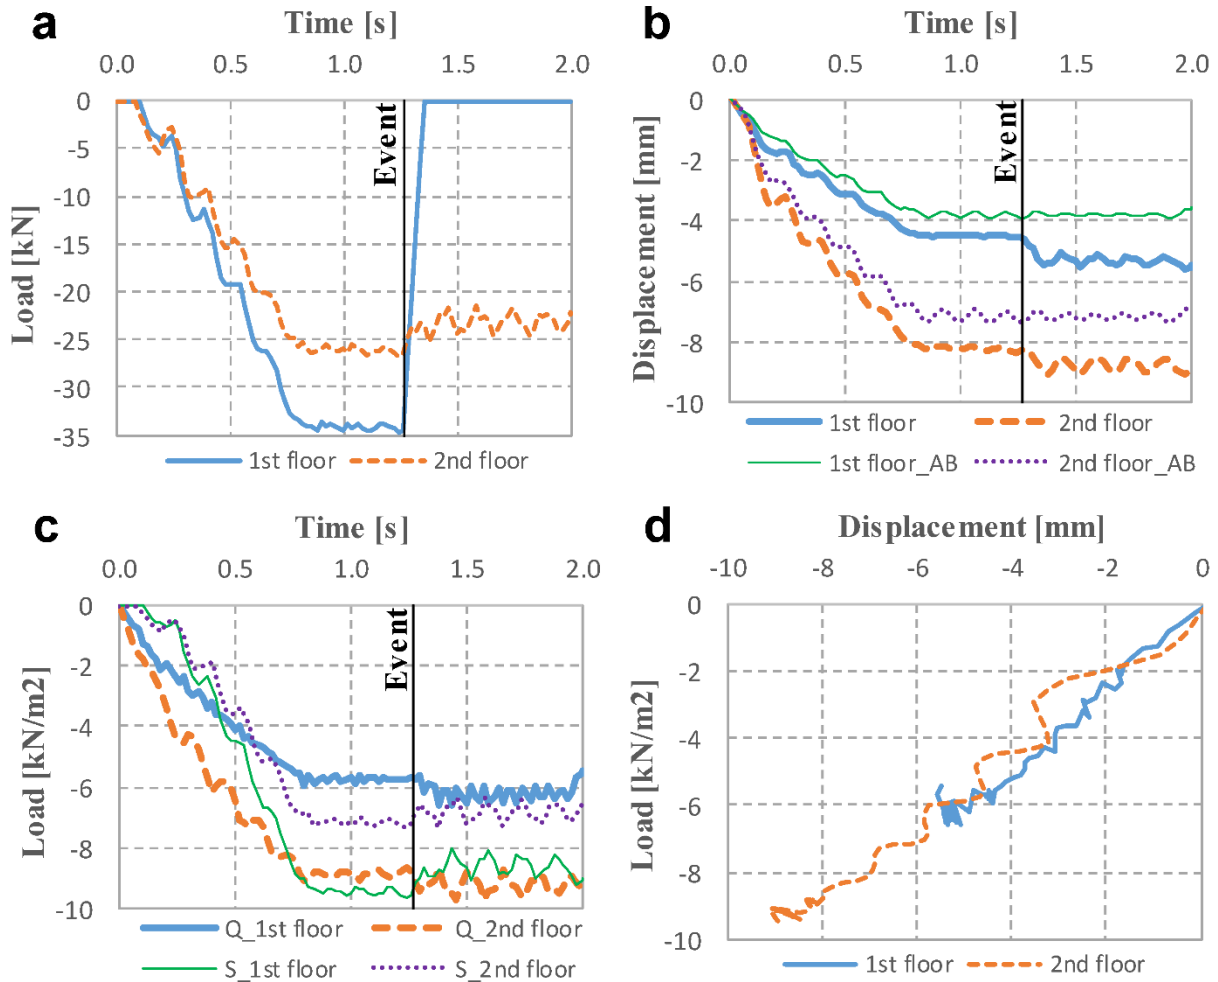 a
Time [s]
0.0 0.5 1.0 1.5 2.0
Load [kN]
0
-5
-10
-15
-20
-25
-30
-35
Event
1st floor 2nd floor
b
Time [s]
0.0 0.5 1.0 1.5 2.0
Displacement [mm]
0
-2
-4
-6
-8
-10
Event
1st floor 2nd floor
1st floor_AB 2nd floor_AB
c
Time [s]
0.0 0.5 1.0 1.5 2.0
Load [kN/m2]
0
-2
-4
-6
-8
-10
Event
Q_1st floor Q_2nd floor
S_1st floor S_2nd floor
d
Displacement [mm]
-10 -8 -6 -4 -2 0
Load [kN/m2]
0
-2
-4
-6
-8
-10
1st floor 2nd floor